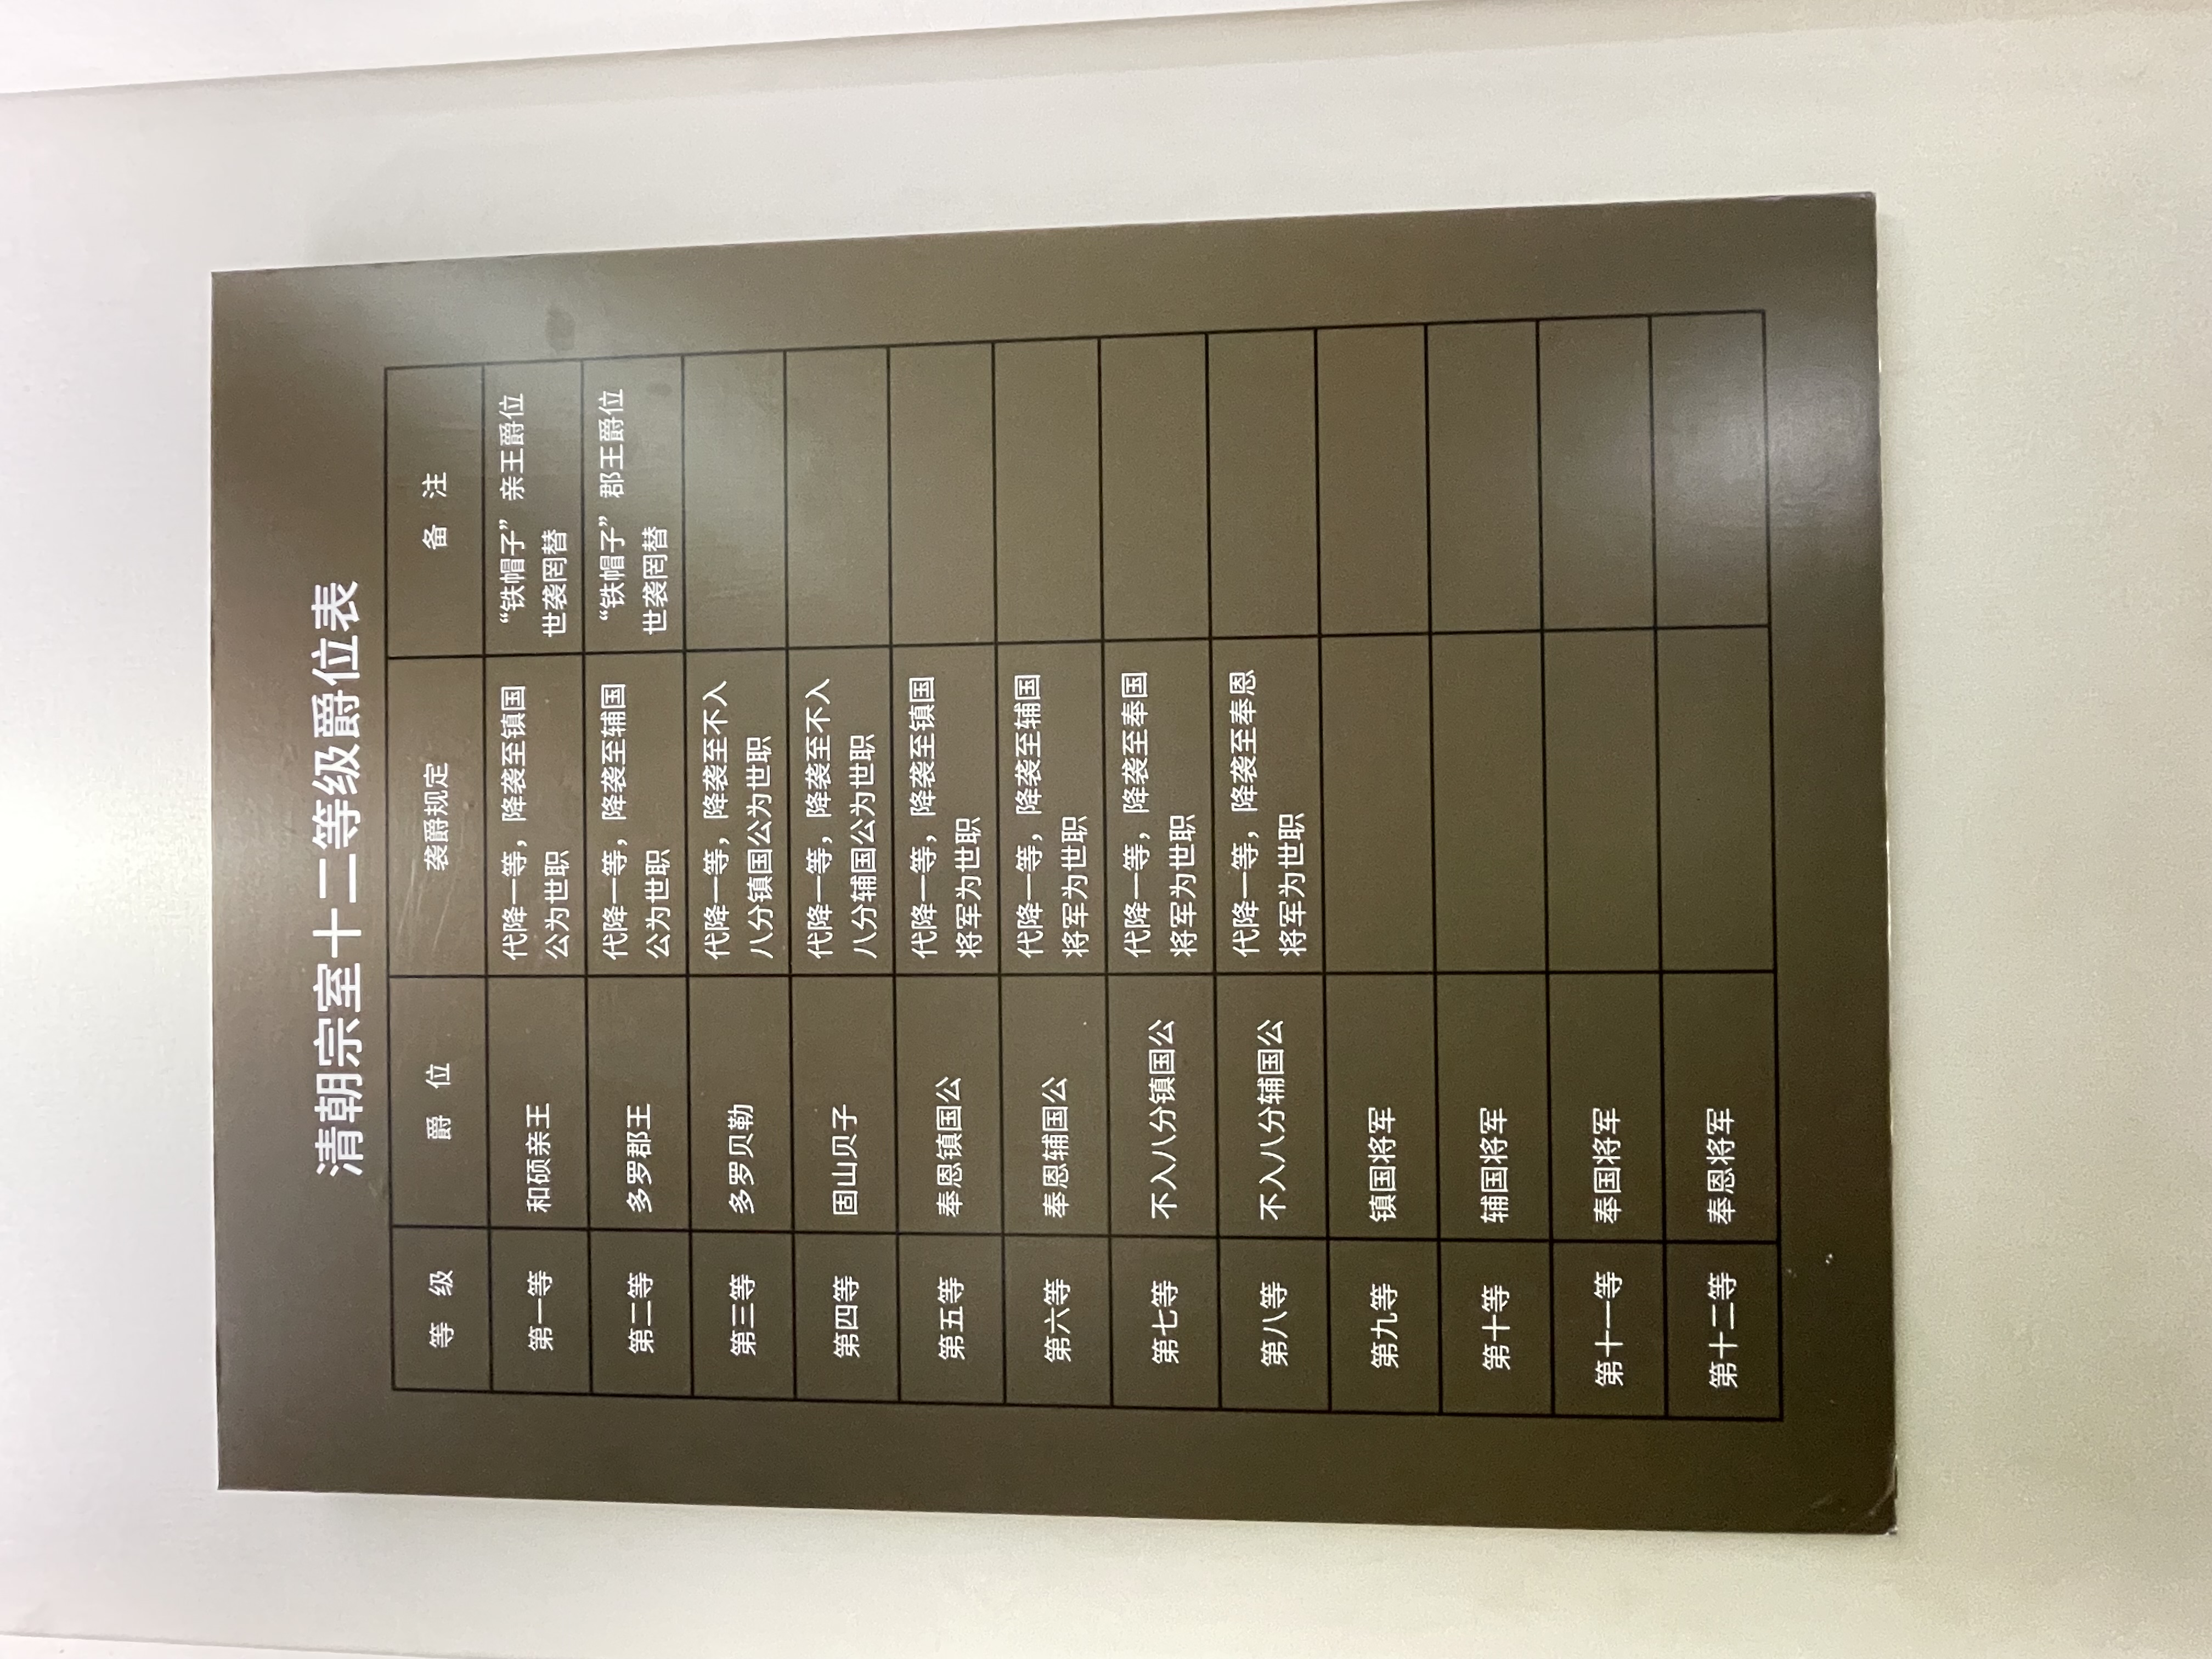 清朝宗室十二等级爵位表
等 级 爵 位 袭爵规定 备 注
第一等 和硕亲王 代降一等，降袭至镇国 “铁帽子”亲王爵位
公为世职 世袭罔替
第二等 多罗郡王 代降一等，降袭至辅国 “铁帽子”郡王爵位
公为世职 世袭罔替
第三等 多罗贝勒 代降一等，降袭至不入
八分镇国公为世职
第四等 固山贝子 代降一等，降袭至不入
八分辅国公为世职
第五等 奉恩镇国公 代降一等，降袭至镇国
将军为世职
第六等 奉恩辅国公 代降一等，降袭至辅国
将军为世职
第七等 不入八分镇国公 代降一等，降袭至奉国
将军为世职
第八等 不入八分辅国公 代降一等，降袭至奉恩
将军为世职
第九等 镇国将军
第十等 辅国将军
第十一等 奉国将军
第十二等 奉恩将军